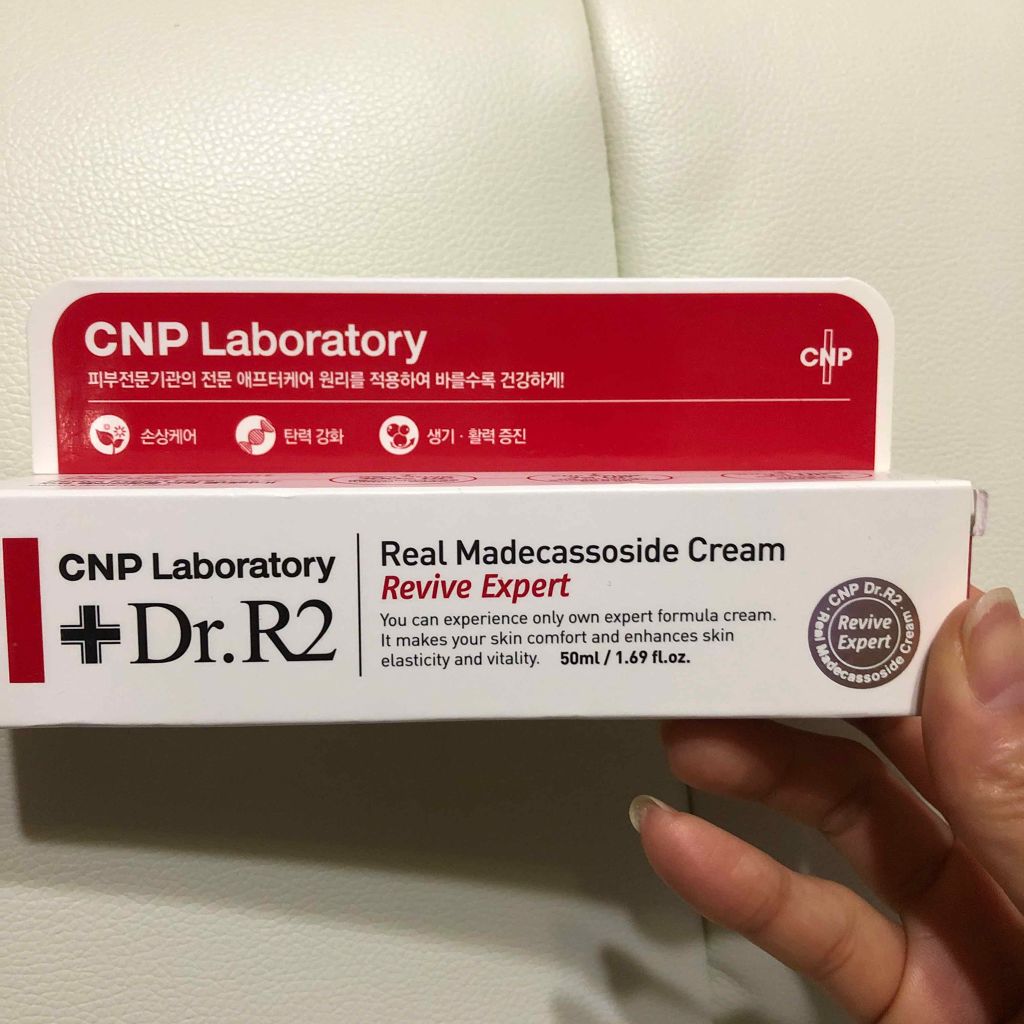 CNP Laboratory
피부전문기관의 전문 애프터케어 원리를 적용하여 바를수록 건강하게!
CNP
손상케어
탄력 강화
생기 · 활력 증진
CNP Laboratory
Dr.R2
Real Madecassoside Cream
Revive Expert
You can experience only own expert formula cream.
It makes your skin comfort and enhances skin
elasticity and vitality. 50ml / 1.69 fl.oz.
· CNP Dr.R2 ·
Real Madecassoside Cream
Revive
Expert